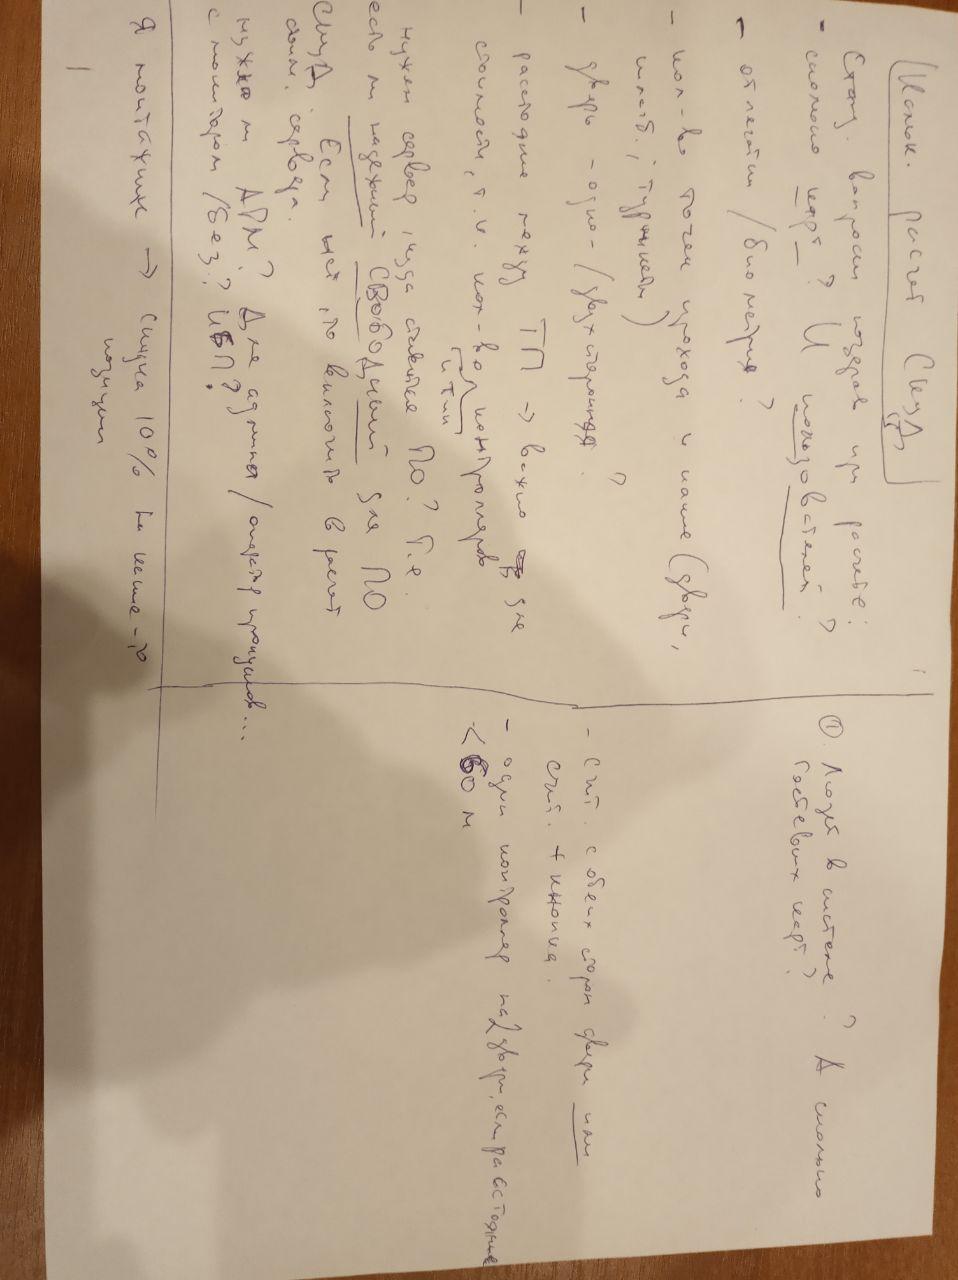 Кальк. расчет СКУД
Станд. вопросы при расчете:
- сколько карт? И пользователей?
- отпечатки / биометрия?
- кол-во точек прохода и какие (двери,
шлагб., турникеты)
- дверь - одно-/двухсторонняя?
- расстояние между ТП → важно для
стоимости, т.к. кол-во контроллеров
и тип
нужен сервер, куда ставится ПО? Т.е.
есть ли надежный СВОБОДНЫЙ для ПО
СКУД. Если нет, то включить в расчет
стоим. сервера.
нужно ли АРМ? Для админа / оператор пропусков...
с монитором / без? ИБП?
Я монтажник → скидка 10% на какие-то
позиции
① Людей в системе? А сколько
гостевых карт?
- Счит. с обеих сторон двери или
счит. + кнопка.
- один контроллер на 2 двери, если расстояние
< 60 м